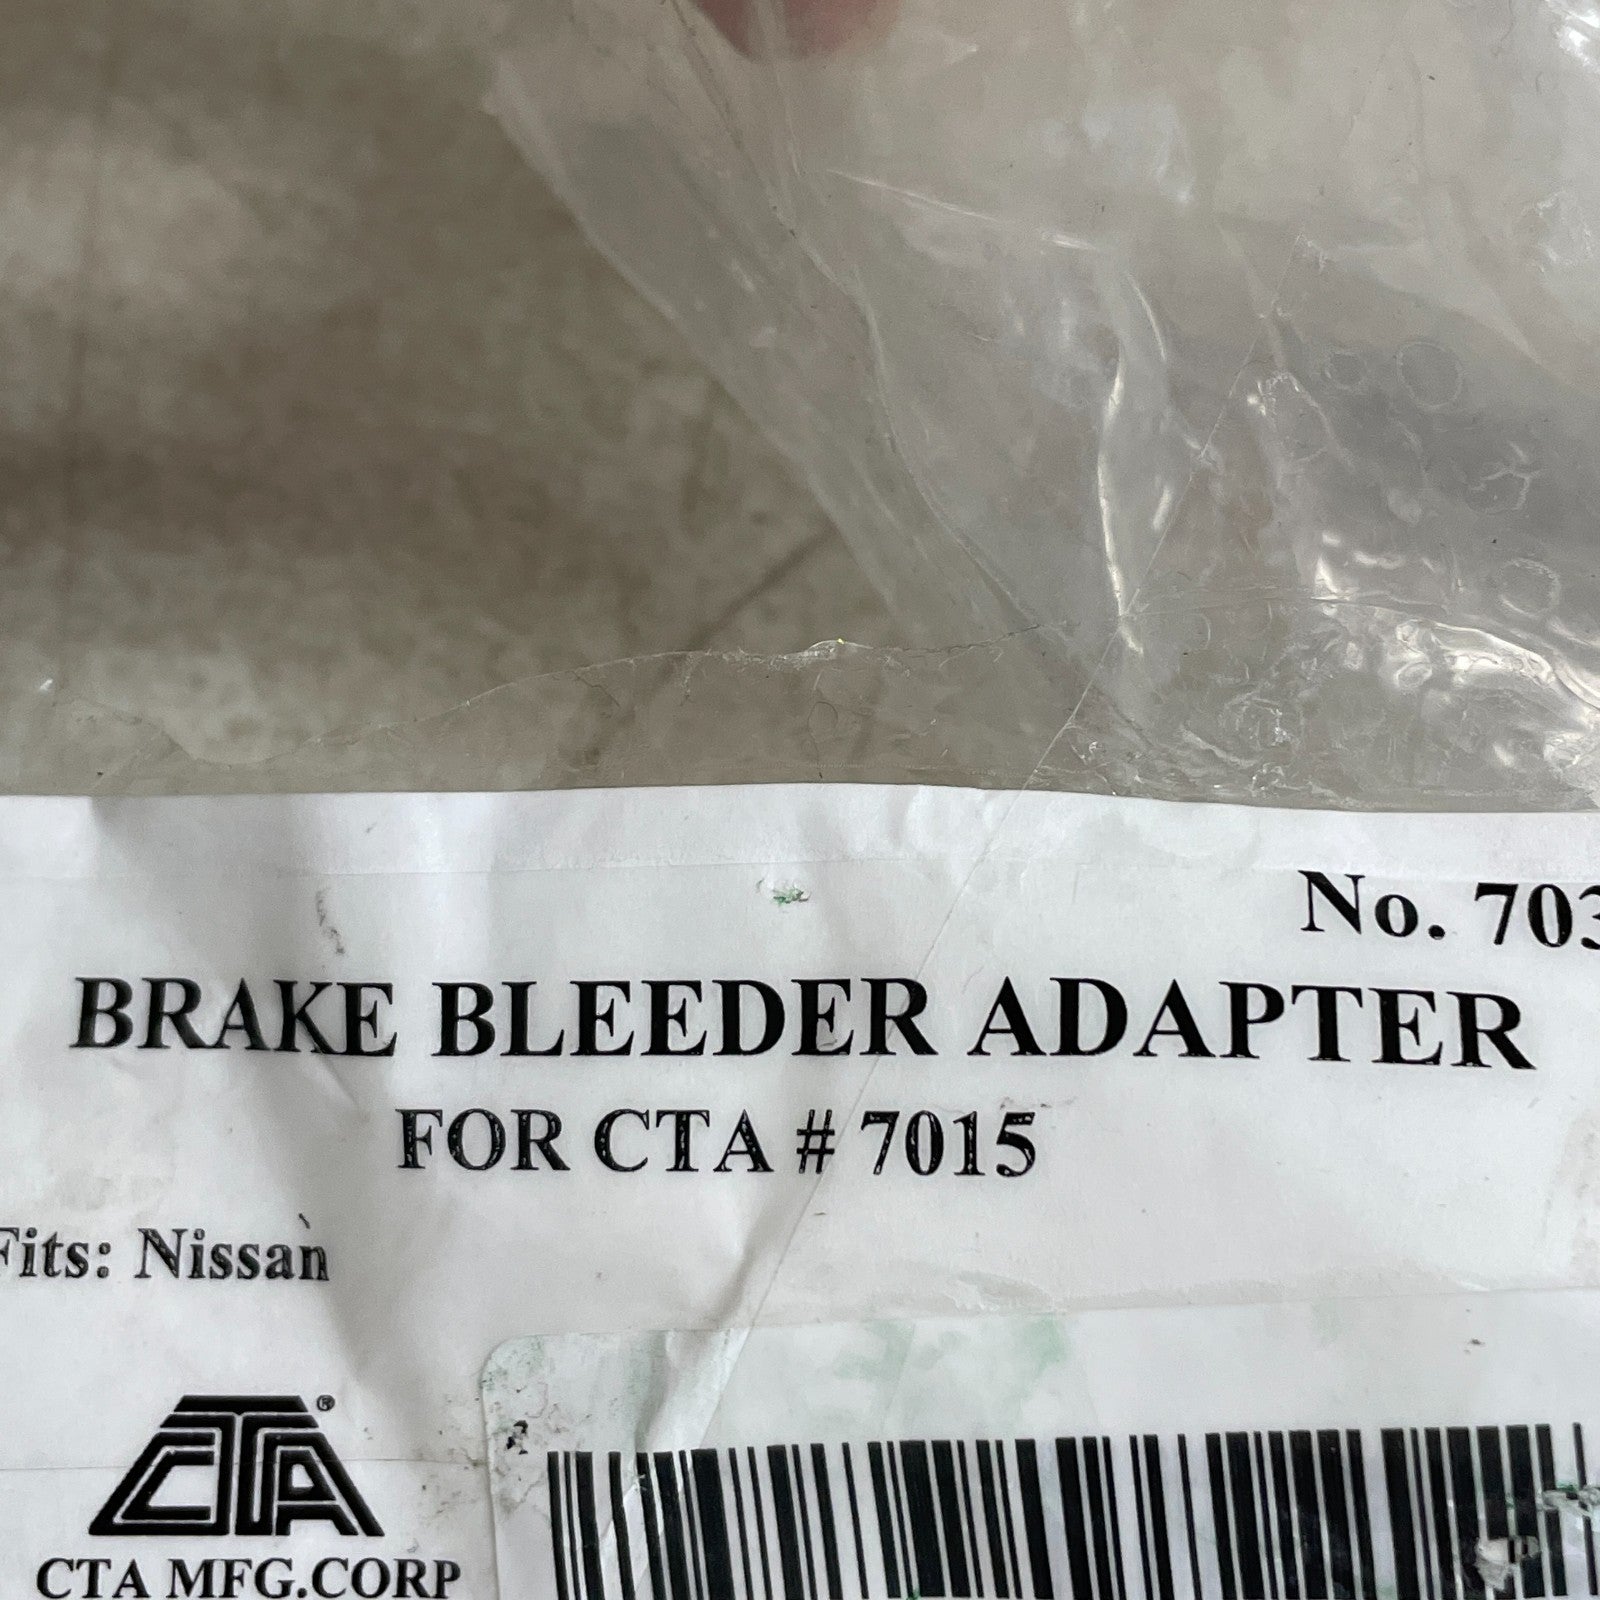 No. 703
BRAKE BLEEDER ADAPTER
FOR CTA # 7015
Fits: Nissan
CTA®
CTA MFG.CORP